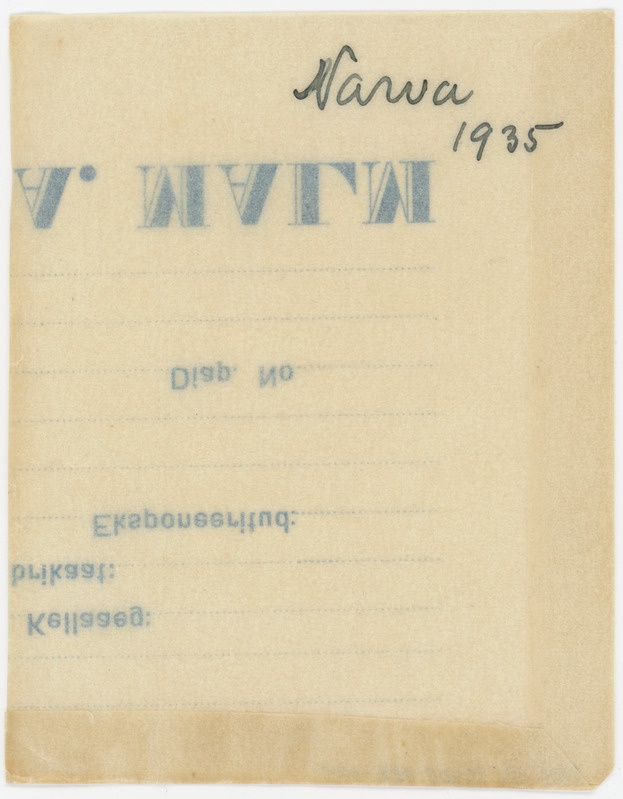 Narva
1935
A. MALM
Diap. No
Eksponeeritud:
brikaat:
Kellaaeg: